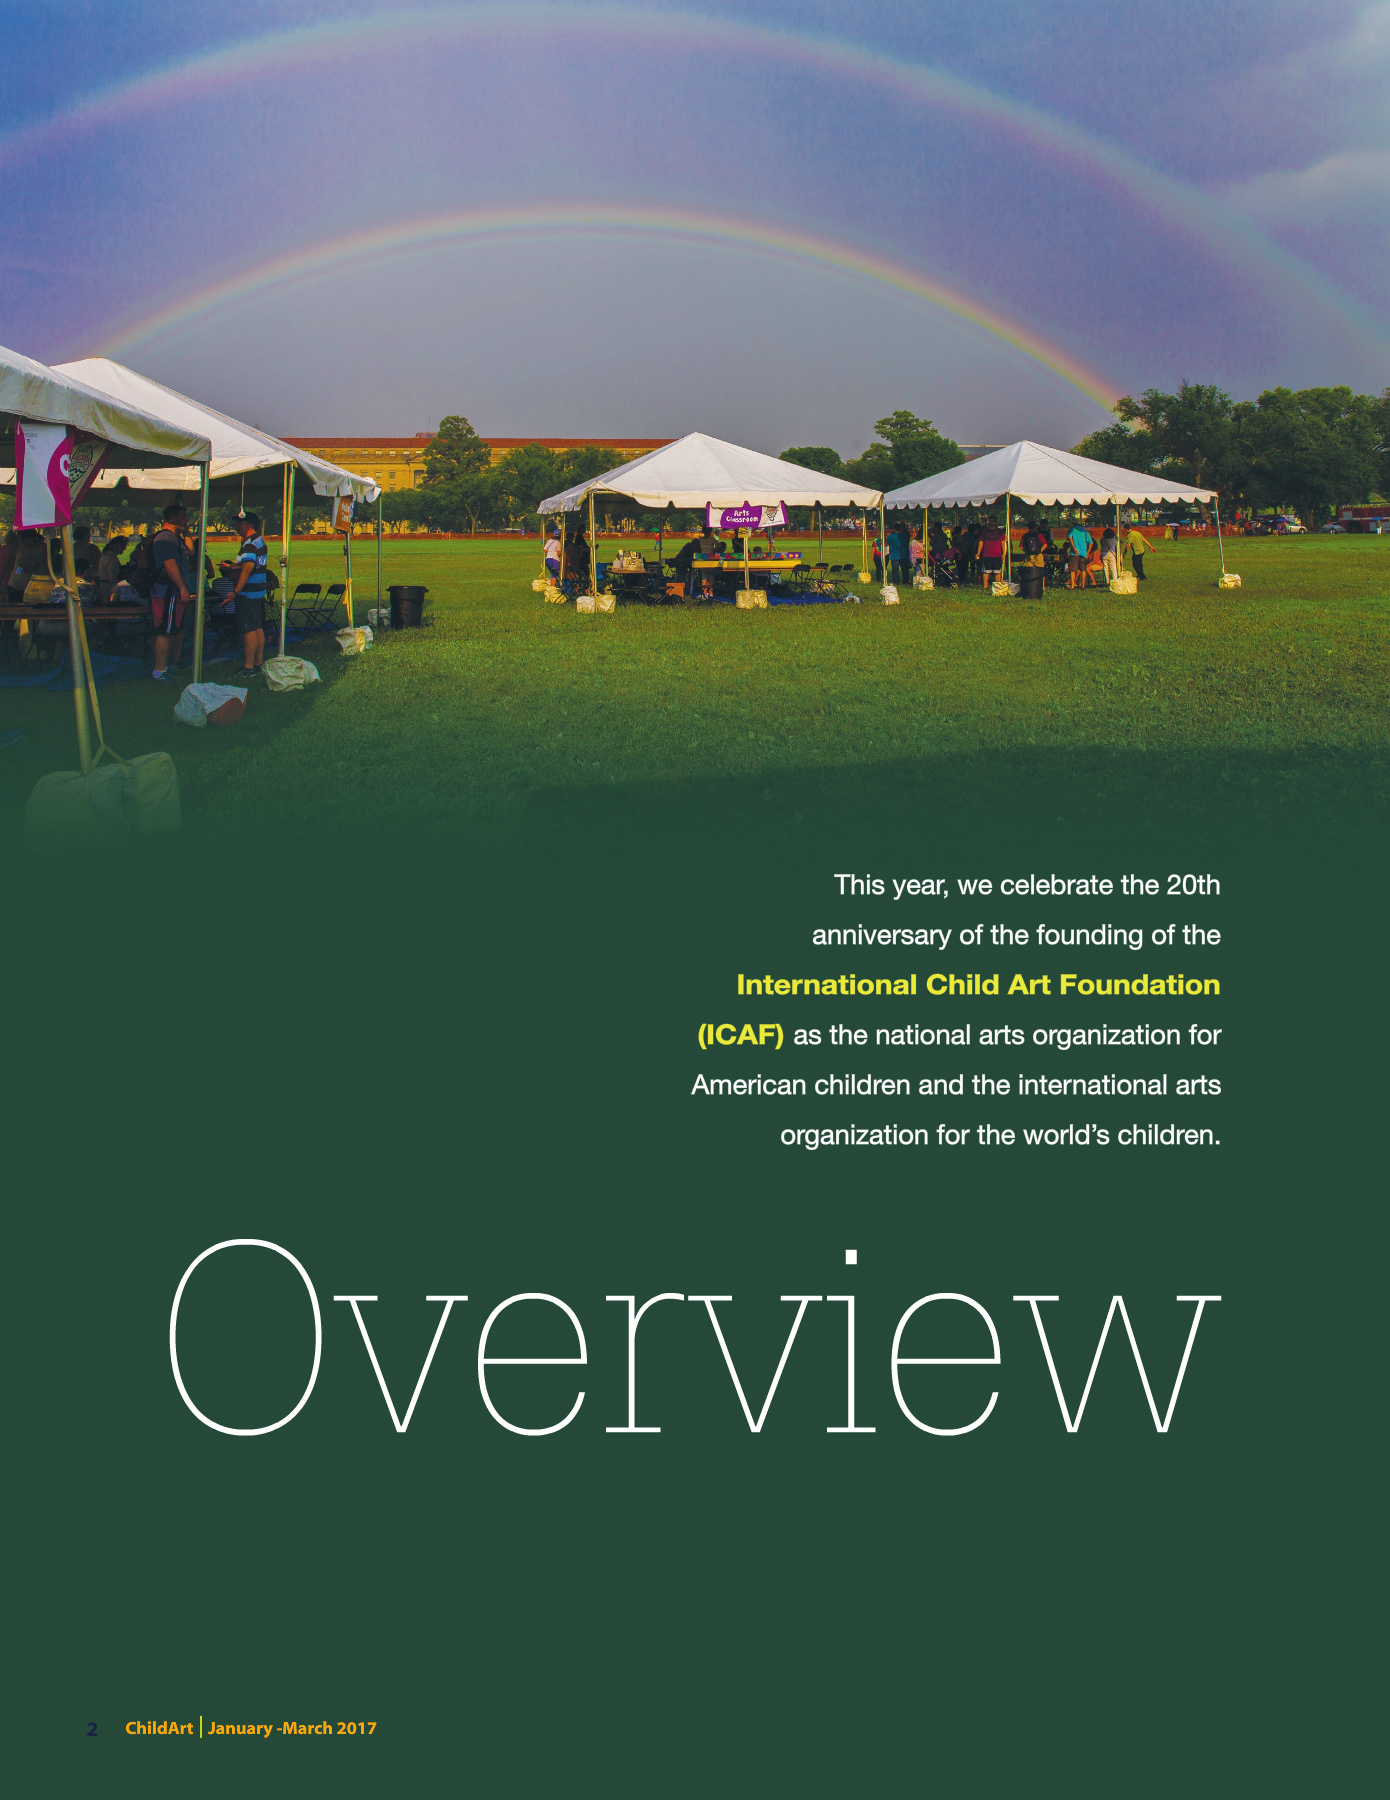 Arts
Classroom
This year, we celebrate the 20th
anniversary of the founding of the
International Child Art Foundation
(ICAF) as the national arts organization for
American children and the international arts
organization for the world’s children.
Overview
2 ChildArt | January -March 2017